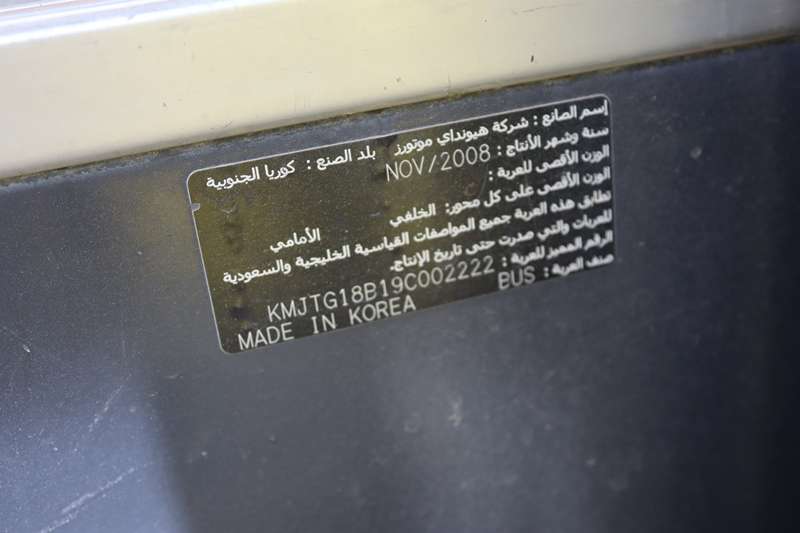 إسم الصانع : شركة هيونداي موتورز بلد الصنع : كوريا الجنوبية
سنة وشهر الأنتاج : NOV/2008
الوزن الأقصى للعربة :
الوزن الأقصى على كل محور: الخلفي الأمامي
تطابق هذه العربة جميع المواصفات القياسية الخليجية والسعودية
للعربات والتي صدرت حتى تاريخ الإنتاج.
الرقم المميز للعربة : KMJTG18B19C002222
صنف العربة : BUS
MADE IN KOREA